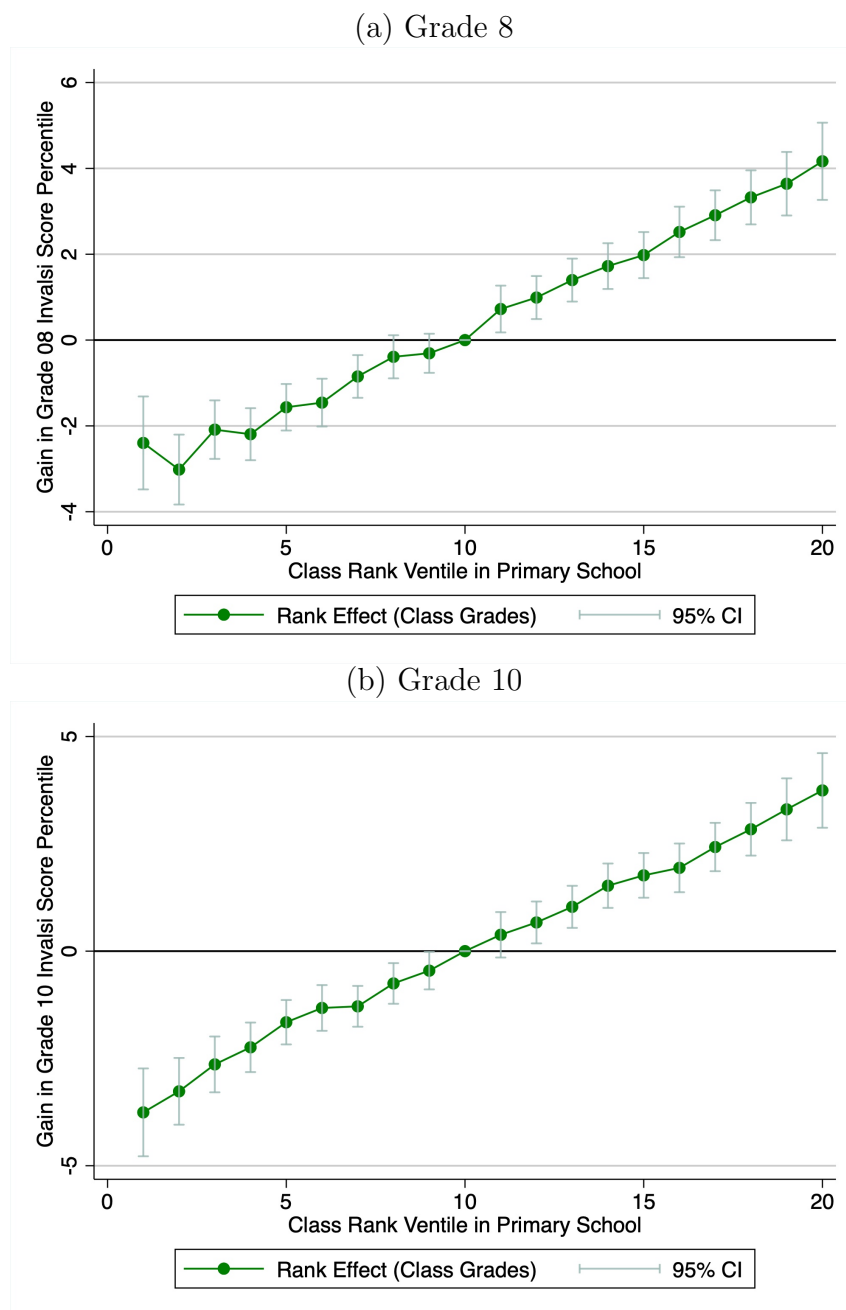 (a) Grade 8
Gain in Grade 08 Invalsi Score Percentile
6
4
2
0
-2
-4
0 5 10 15 20
Class Rank Ventile in Primary School
Rank Effect (Class Grades) 95% CI
(b) Grade 10
Gain in Grade 10 Invalsi Score Percentile
5
0
-5
0 5 10 15 20
Class Rank Ventile in Primary School
Rank Effect (Class Grades) 95% CI